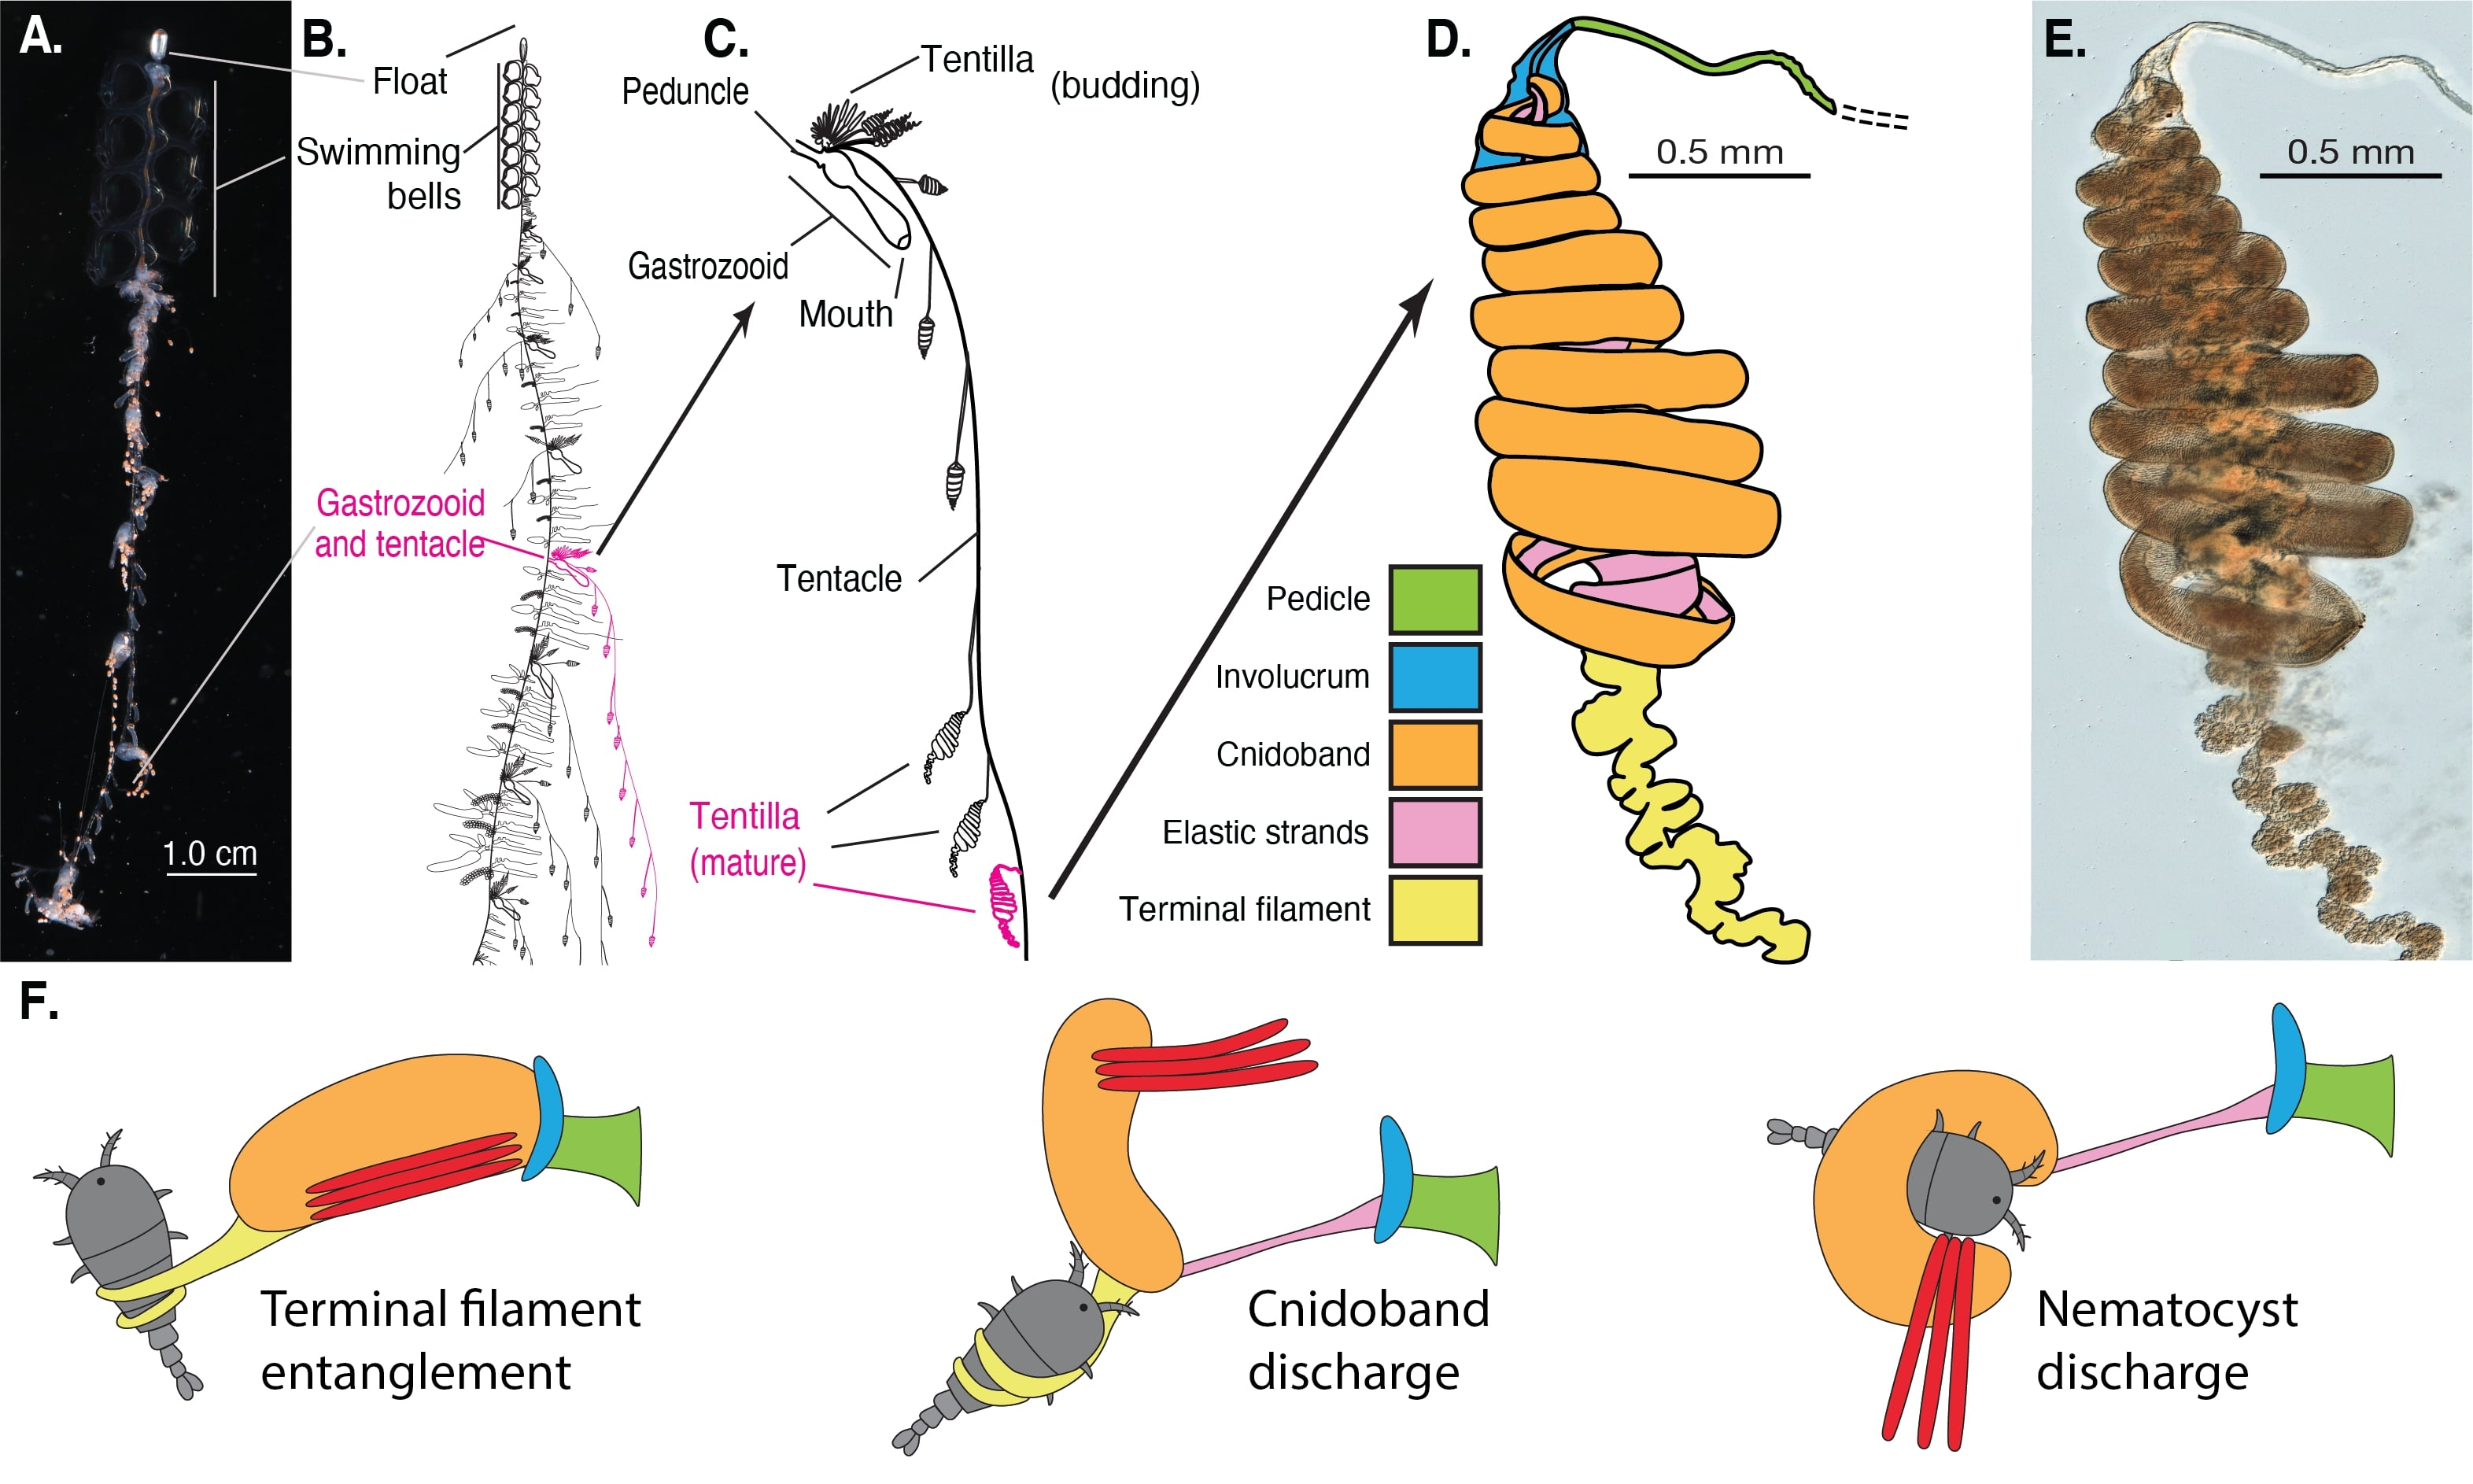 A.
B.
C.
D.
E.
Float
Swimming
bells
Gastrozooid
and tentacle
1.0 cm
Tentilla
(budding)
Peduncle
Gastrozooid
Mouth
Tentacle
Tentilla
(mature)
0.5 mm
Pedicle
Involucrum
Cnidoband
Elastic strands
Terminal filament
0.5 mm
F.
Terminal filament
entanglement
Cnidoband
discharge
Nematocyst
discharge